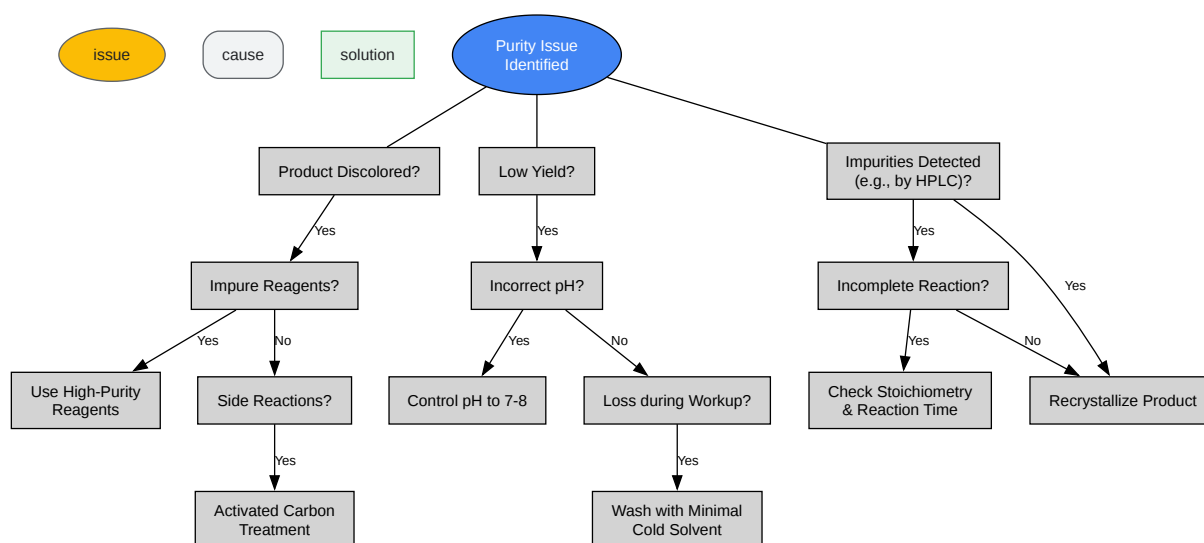 issue
cause
solution
Purity Issue
Identified
Product Discolored?
Low Yield?
Impurities Detected
(e.g., by HPLC)?
Yes
Yes
Yes
Impure Reagents?
Incorrect pH?
Incomplete Reaction?
Yes
Yes
No
Yes
No
Yes
No
Use High-Purity
Reagents
Side Reactions?
Control pH to 7-8
Loss during Workup?
Check Stoichiometry
& Reaction Time
Recrystallize Product
Yes
Yes
Activated Carbon
Treatment
Wash with Minimal
Cold Solvent